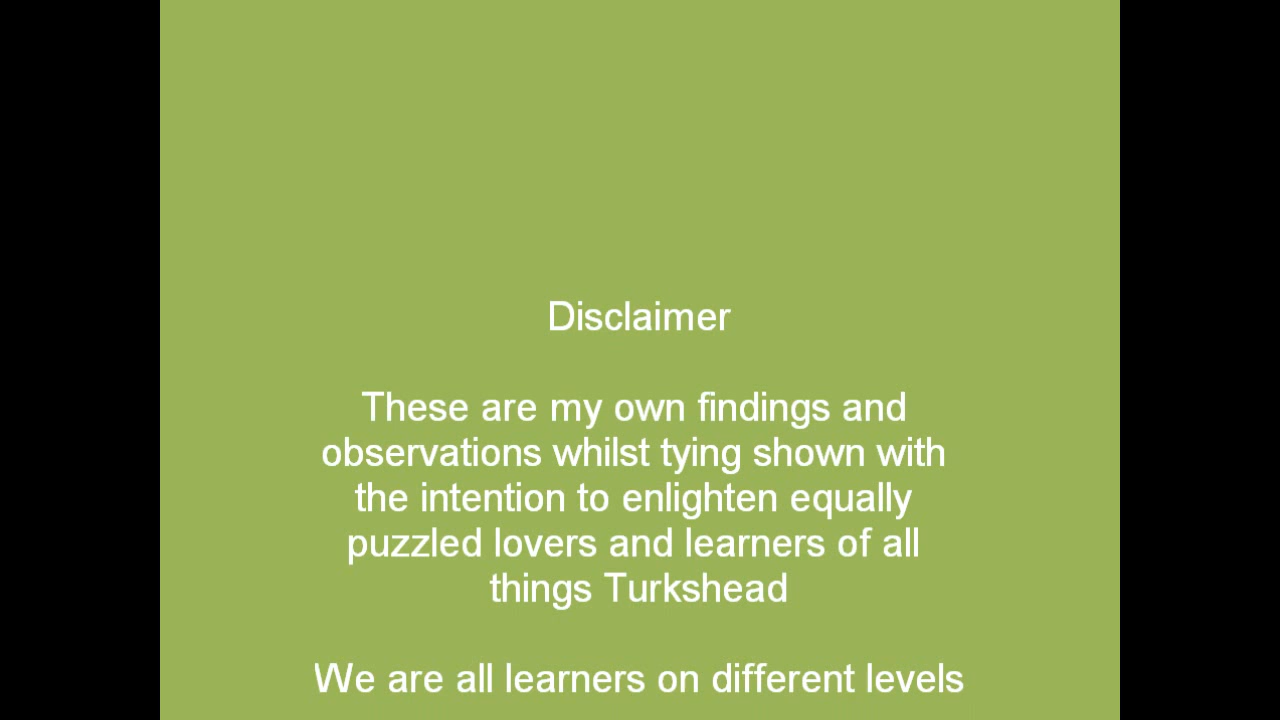 Disclaimer
These are my own findings and
observations whilst tying shown with
the intention to enlighten equally
puzzled lovers and learners of all
things Turkshead
We are all learners on different levels